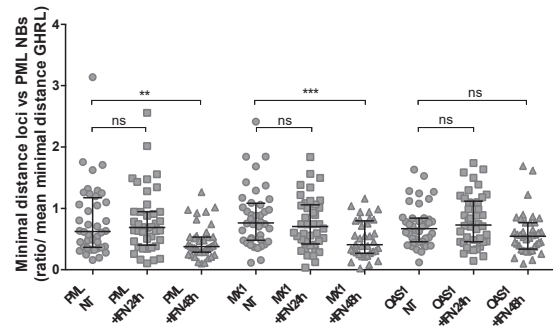 Minimal distance loci vs PML NBs
(ratio/ mean minimal distance GHRL)
4
3
2
1
0
**
ns
***
ns
ns
ns
PML
NT
PML
+IFN24h
PML
+IFN48h
MX1
NT
MX1
+IFN24h
MX1
+IFN48h
OAS1
NT
OAS1
+IFN24h
OAS1
+IFN48h